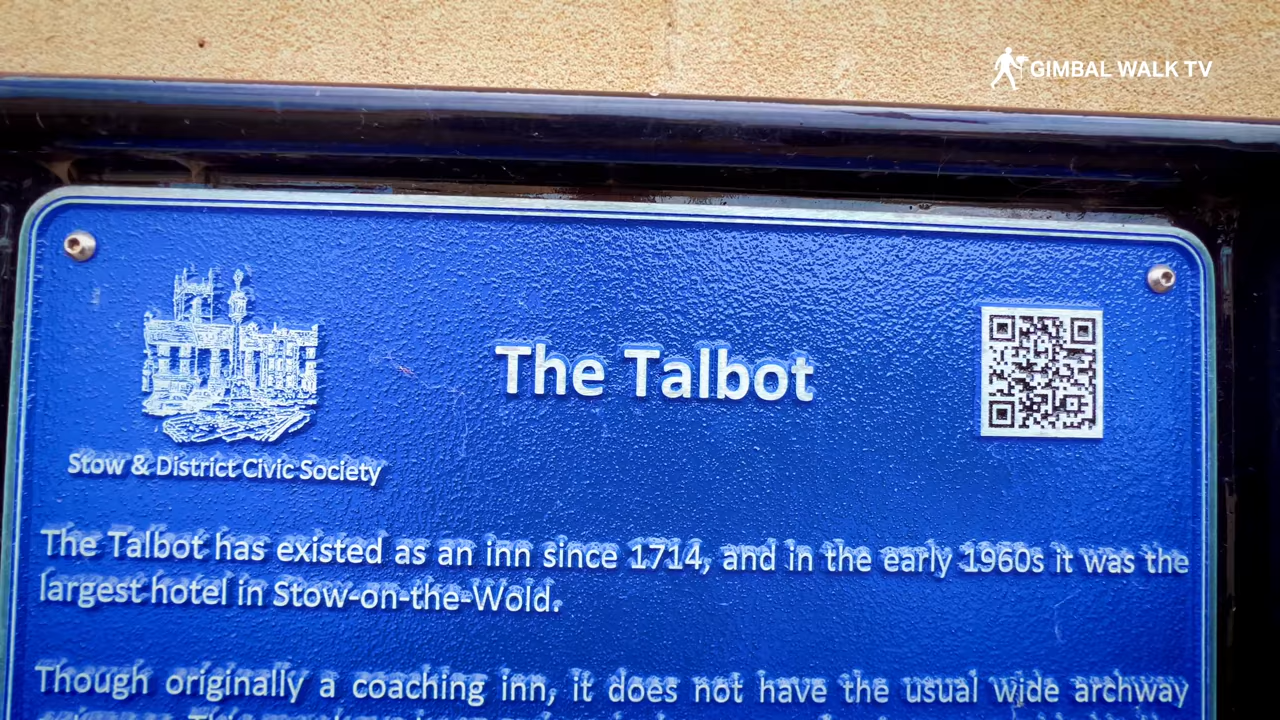 GIMBAL WALK TV
The Talbot
Stow & District Civic Society
The Talbot has existed as an inn since 1714, and in the early 1960s it was the
largest hotel in Stow-on-the-Wold.
Though originally a coaching inn, it does not have the usual wide archway